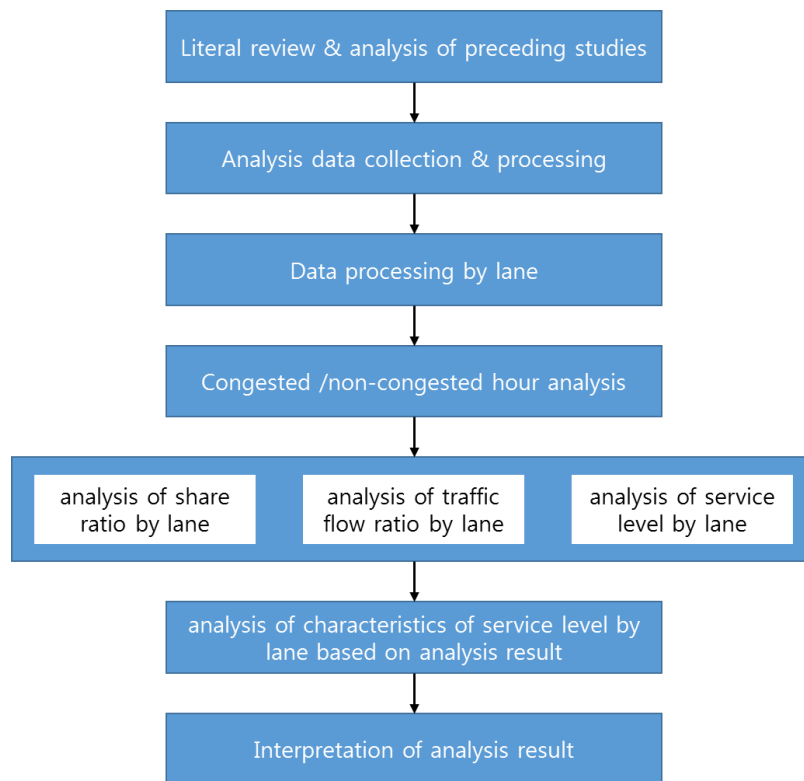 Literal review & analysis of preceding studies
Analysis data collection & processing
Data processing by lane
Congested /non-congested hour analysis
analysis of share
ratio by lane
analysis of traffic
flow ratio by lane
analysis of service
level by lane
analysis of characteristics of service level by
lane based on analysis result
Interpretation of analysis result